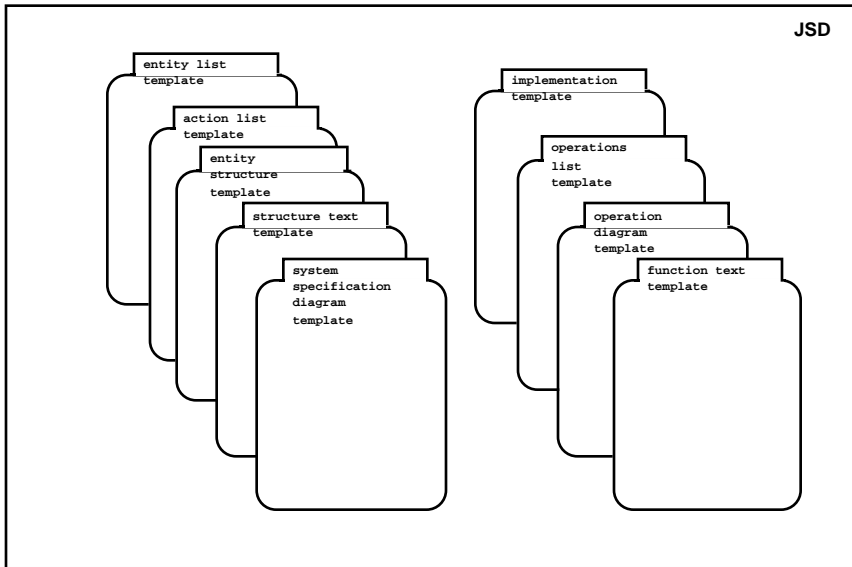 JSD
entity list
template
action list
template
entity
structure
template
structure text
template
system
specification
diagram
template
implementation
template
operations
list
template
operation
diagram
template
function text
template